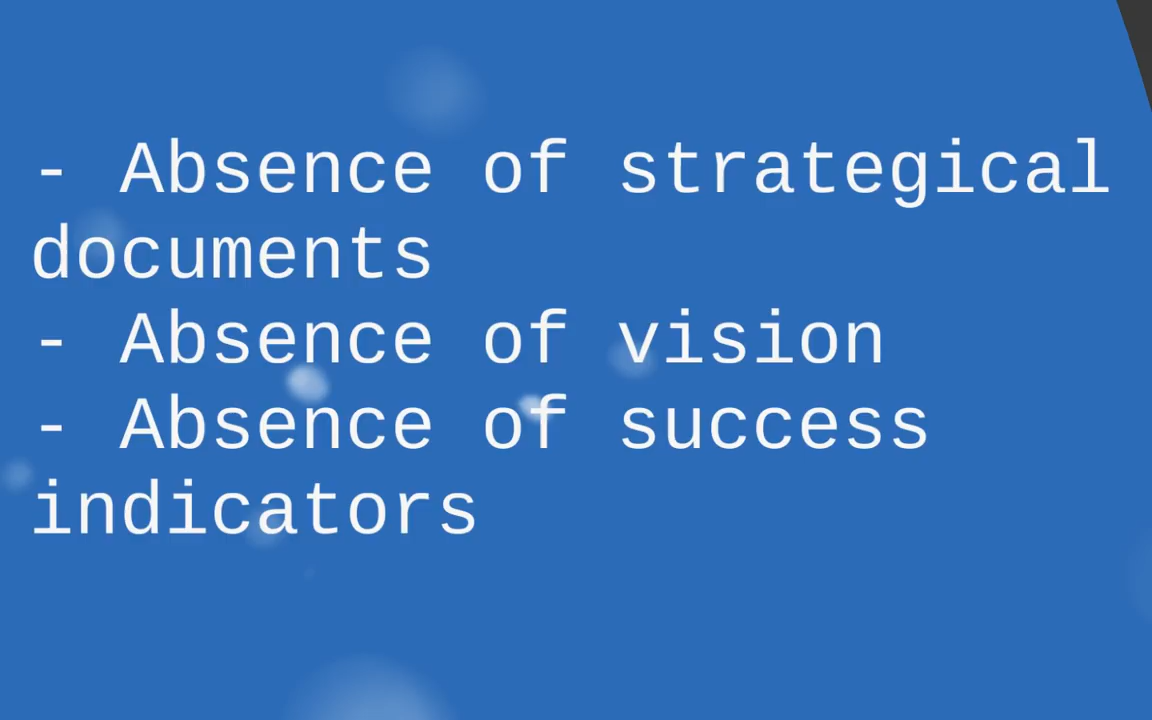 - Absence of strategical
documents
- Absence of vision
- Absence of success
indicators